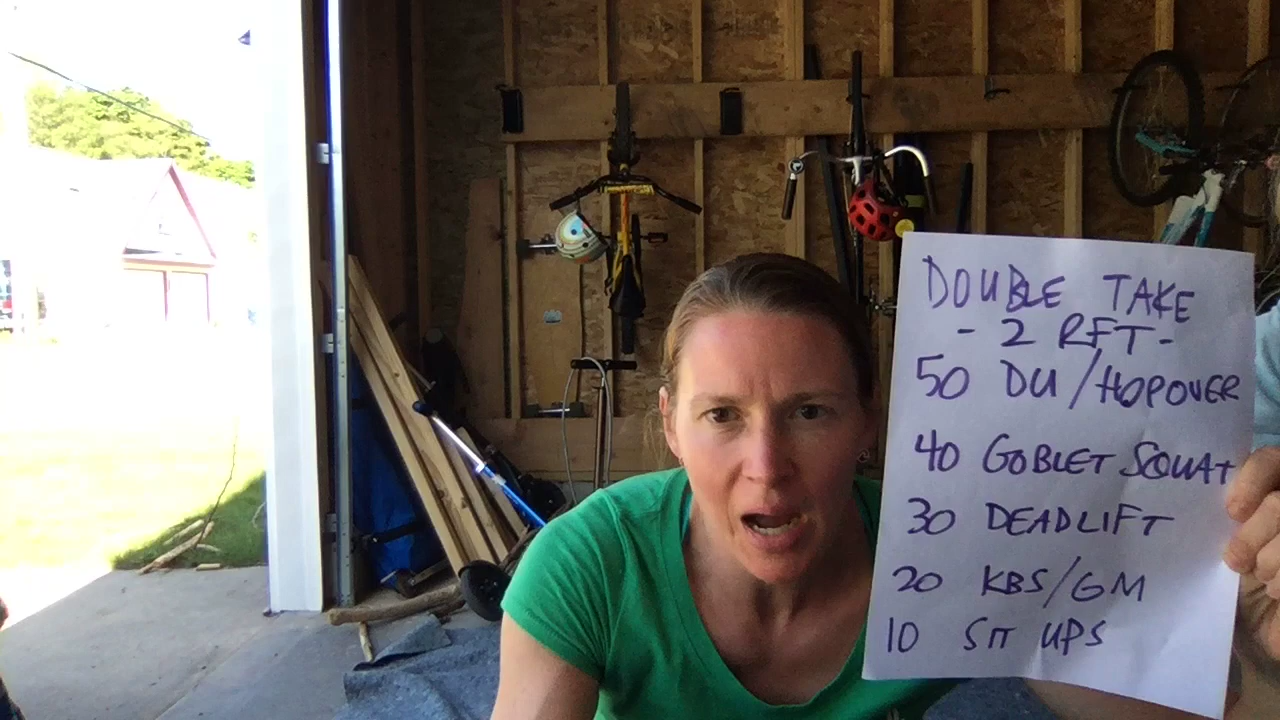 DOUBLE TAKE
- 2 RFT -
50 DU/HOPOVER
40 GOBLET SQUAT
30 DEADLIFT
20 KBS/GM
10 SIT UPS